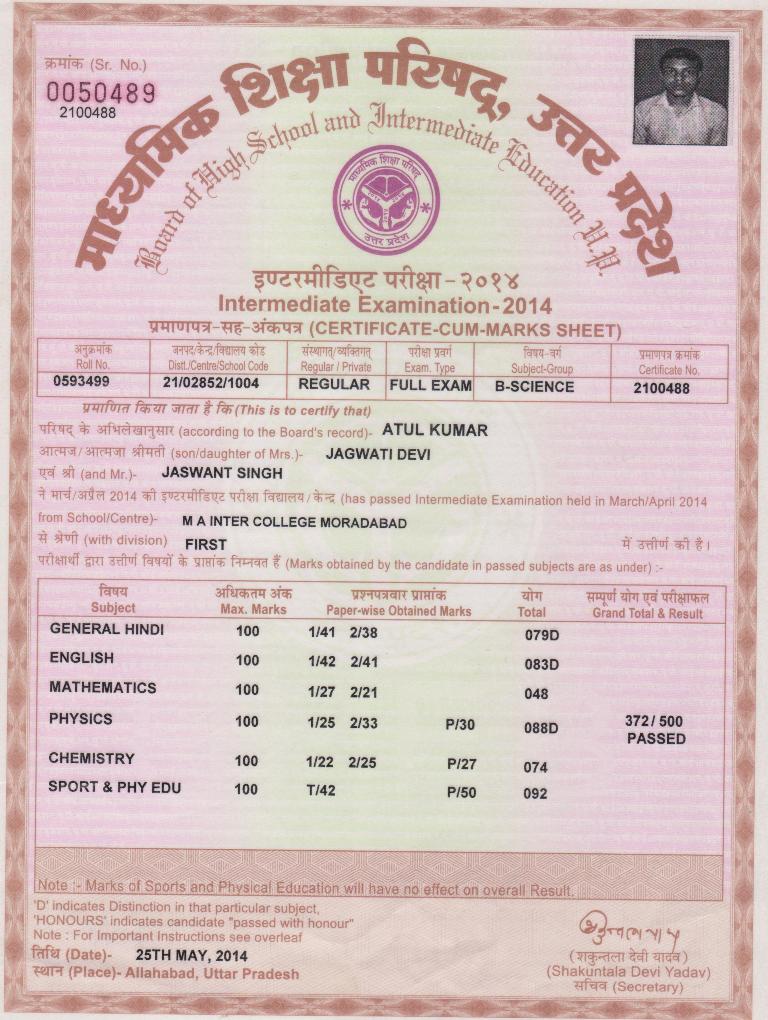 क्रमांक (Sr. No.)
0050489
2100488
माध्यमिक शिक्षा परिषद्, उत्तर प्रदेश
Board of High School and Intermediate Education U.P.
माध्यमिक शिक्षा परिषद्
उत्तर प्रदेश
इण्टरमीडिएट परीक्षा-२०१४
Intermediate Examination-2014
प्रमाणपत्र-सह-अंकपत्र (CERTIFICATE-CUM-MARKS SHEET)
अनुक्रमांक जनपद/केन्द्र/विद्यालय कोड संस्थागत/व्यक्तिगत परीक्षा प्रवर्ग विषय-वर्ग प्रमाणपत्र क्रमांक
Roll No. Distt./Centre/School Code Regular / Private Exam. Type Subject-Group Certificate No.
0593499 21/02852/1004 REGULAR FULL EXAM B-SCIENCE 2100488
प्रमाणित किया जाता है कि (This is to certify that)
परिषद् के अभिलेखानुसार (according to the Board's record)- ATUL KUMAR
आत्मज/आत्मजा श्रीमती (son/daughter of Mrs.)- JAGWATI DEVI
एवं श्री (and Mr.)- JASWANT SINGH
ने मार्च/अप्रैल 2014 की इण्टरमीडिएट परीक्षा विद्यालय/केन्द्र (has passed Intermediate Examination held in March/April 2014
from School/Centre)- M A INTER COLLEGE MORADABAD
से श्रेणी (with division) FIRST में उत्तीर्ण की है।
परीक्षार्थी द्वारा उत्तीर्ण विषयों के प्राप्तांक निम्नवत हैं (Marks obtained by the candidate in passed subjects are as under) :-
विषय अधिकतम अंक प्रश्नपत्रवार प्राप्तांक योग सम्पूर्ण योग एवं परीक्षाफल
Subject Max. Marks Paper-wise Obtained Marks Total Grand Total & Result
GENERAL HINDI 100 1/41 2/38 079D
ENGLISH 100 1/42 2/41 083D
MATHEMATICS 100 1/27 2/21 048
PHYSICS 100 1/25 2/33 P/30 088D 372/500
PASSED
CHEMISTRY 100 1/22 2/25 P/27 074
SPORT & PHY EDU 100 T/42 P/50 092
Note :- Marks of Sports and Physical Education will have no effect on overall Result.
'D' indicates Distinction in that particular subject,
'HONOURS' indicates candidate "passed with honour"
Note : For Important Instructions see overleaf
तिथि (Date)- 25TH MAY, 2014
स्थान (Place)- Allahabad, Uttar Pradesh
(शकुन्तला देवी यादव)
(Shakuntala Devi Yadav)
सचिव (Secretary)